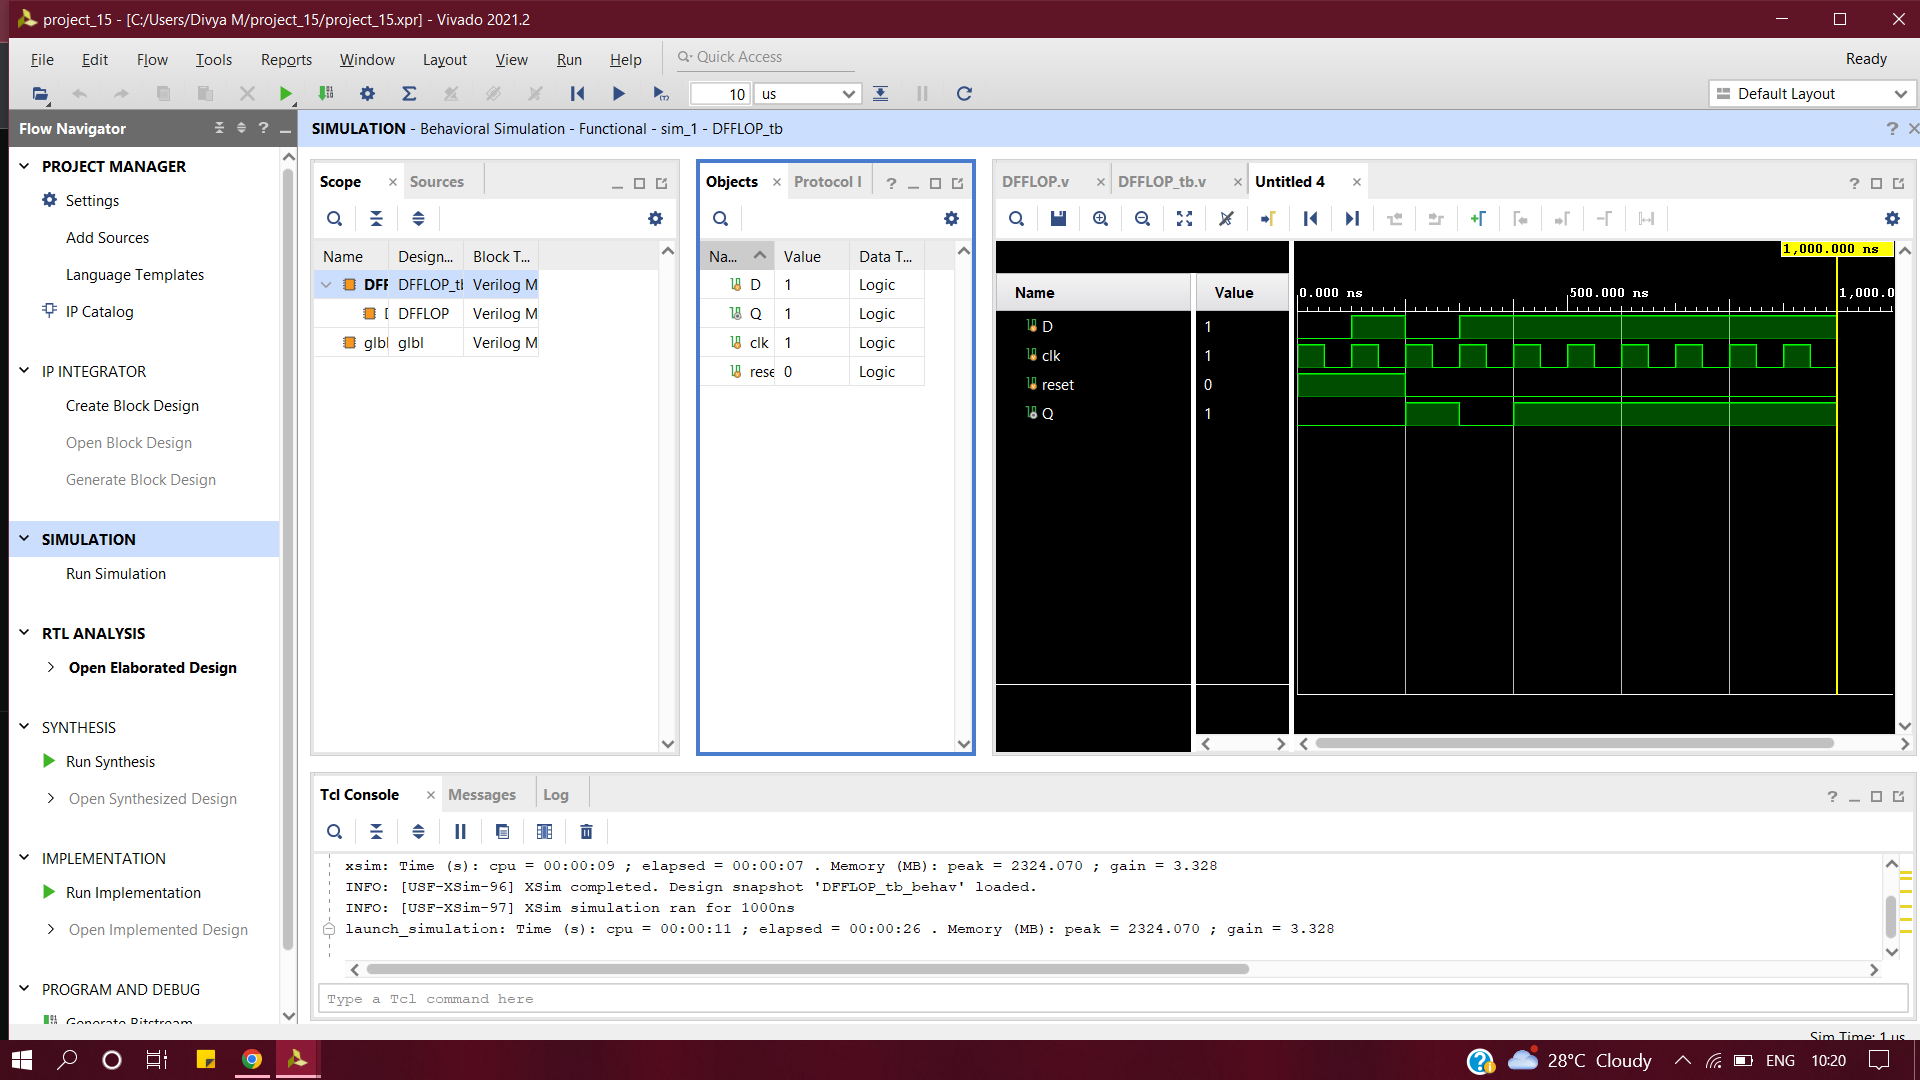 project_15 - [C:/Users/Divya M/project_15/project_15.xpr] - Vivado 2021.2
File Edit Flow Tools Reports Window Layout View Run Help Quick Access Ready
10 us Default Layout
Flow Navigator ?
SIMULATION - Behavioral Simulation - Functional - sim_1 - DFFLOP_tb ?
PROJECT MANAGER
Settings
Add Sources
Language Templates
IP Catalog
IP INTEGRATOR
Create Block Design
Open Block Design
Generate Block Design
SIMULATION
Run Simulation
RTL ANALYSIS
Open Elaborated Design
SYNTHESIS
Run Synthesis
Open Synthesized Design
IMPLEMENTATION
Run Implementation
Open Implemented Design
PROGRAM AND DEBUG
Generate Bitstream
Scope Sources
Name Design... Block T...
DFF DFFLOP_tb Verilog M
D DFFLOP Verilog M
glbl glbl Verilog M
Objects Protocol I ?
Na... Value Data T...
D 1 Logic
Q 1 Logic
clk 1 Logic
rese 0 Logic
DFFLOP.v DFFLOP_tb.v Untitled 4 ?
1,000.000 ns
Name Value 0.000 ns 500.000 ns 1,000.0
D 1
clk 1
reset 0
Q 1
Tcl Console Messages Log ?
xsim: Time (s): cpu = 00:00:09 ; elapsed = 00:00:07 . Memory (MB): peak = 2324.070 ; gain = 3.328
INFO: [USF-XSim-96] XSim completed. Design snapshot 'DFFLOP_tb_behav' loaded.
INFO: [USF-XSim-97] XSim simulation ran for 1000ns
launch_simulation: Time (s): cpu = 00:00:11 ; elapsed = 00:00:26 . Memory (MB): peak = 2324.070 ; gain = 3.328
Type a Tcl command here
Sim Time: 1 us
28°C Cloudy ENG 10:20